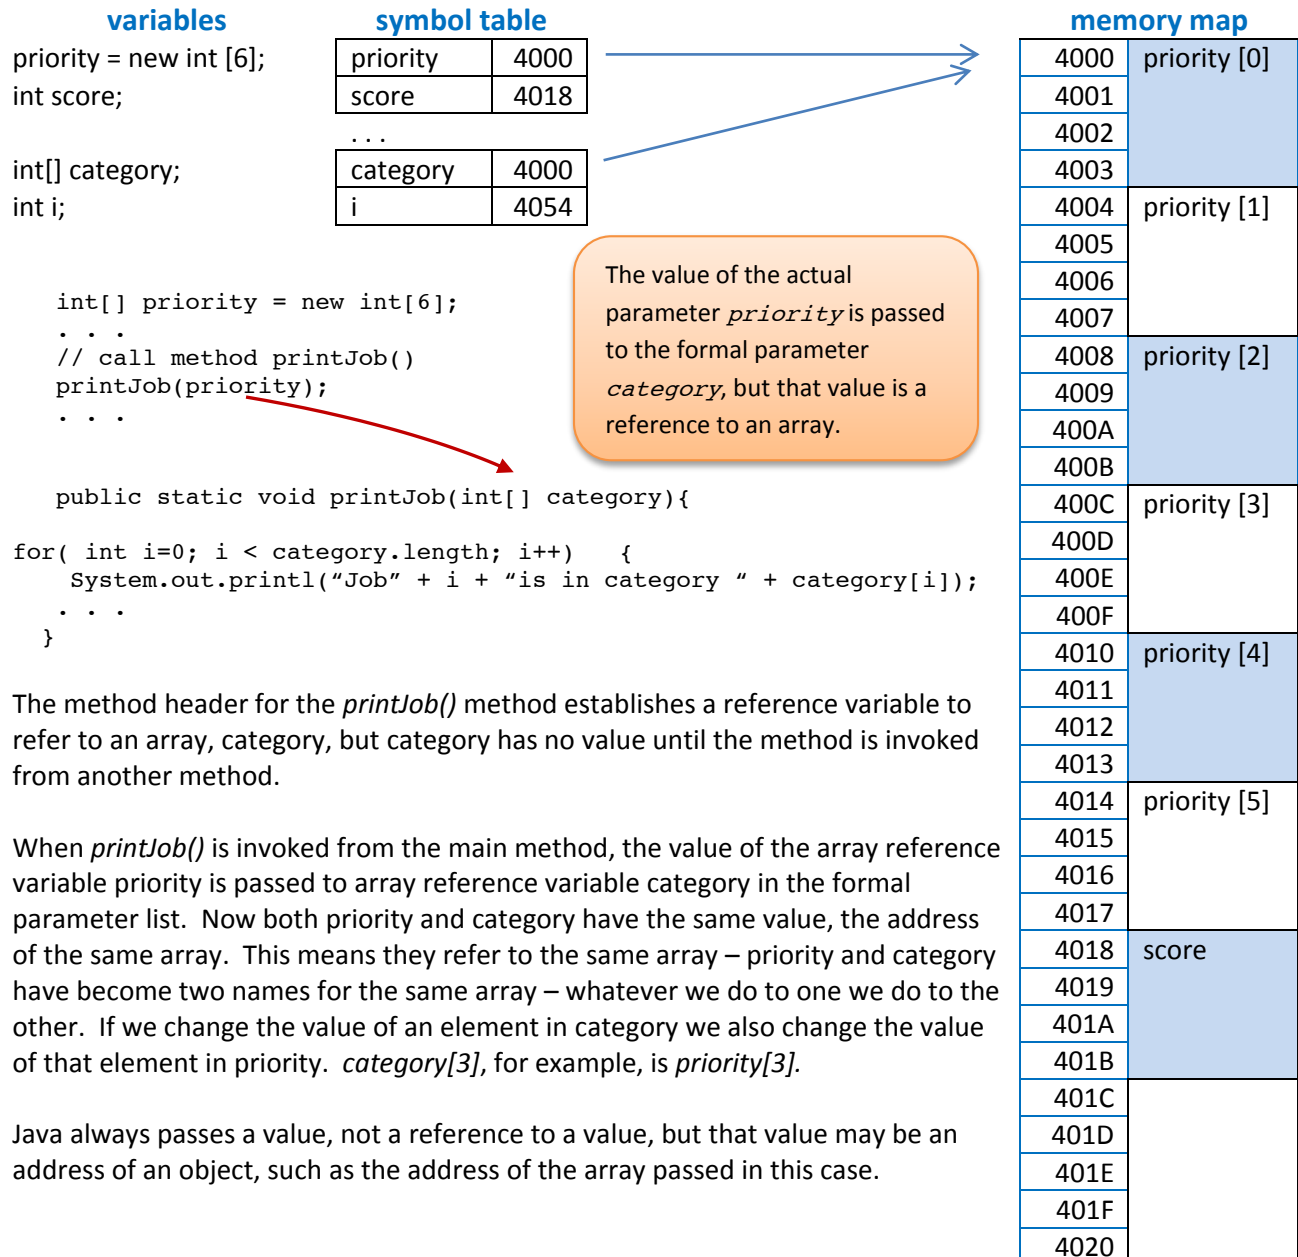 variables symbol table memory map
priority = new int [6]; priority 4000
int score; score 4018
. . .
int[] category; category 4000
int i; i 4054
The value of the actual
parameter priority is passed
to the formal parameter
category, but that value is a
reference to an array.
int[] priority = new int[6];
. . .
// call method printJob()
printJob(priority);
. . .
public static void printJob(int[] category){
for( int i=0; i < category.length; i++) {
System.out.printl(“Job” + i + “is in category “ + category[i]);
. . .
}
The method header for the printJob() method establishes a reference variable to
refer to an array, category, but category has no value until the method is invoked
from another method.
When printJob() is invoked from the main method, the value of the array reference
variable priority is passed to array reference variable category in the formal
parameter list. Now both priority and category have the same value, the address
of the same array. This means they refer to the same array – priority and category
have become two names for the same array – whatever we do to one we do to the
other. If we change the value of an element in category we also change the value
of that element in priority. category[3], for example, is priority[3].
Java always passes a value, not a reference to a value, but that value may be an
address of an object, such as the address of the array passed in this case.
4000 priority [0]
4001
4002
4003
4004 priority [1]
4005
4006
4007
4008 priority [2]
4009
400A
400B
400C priority [3]
400D
400E
400F
4010 priority [4]
4011
4012
4013
4014 priority [5]
4015
4016
4017
4018 score
4019
401A
401B
401C
401D
401E
401F
4020